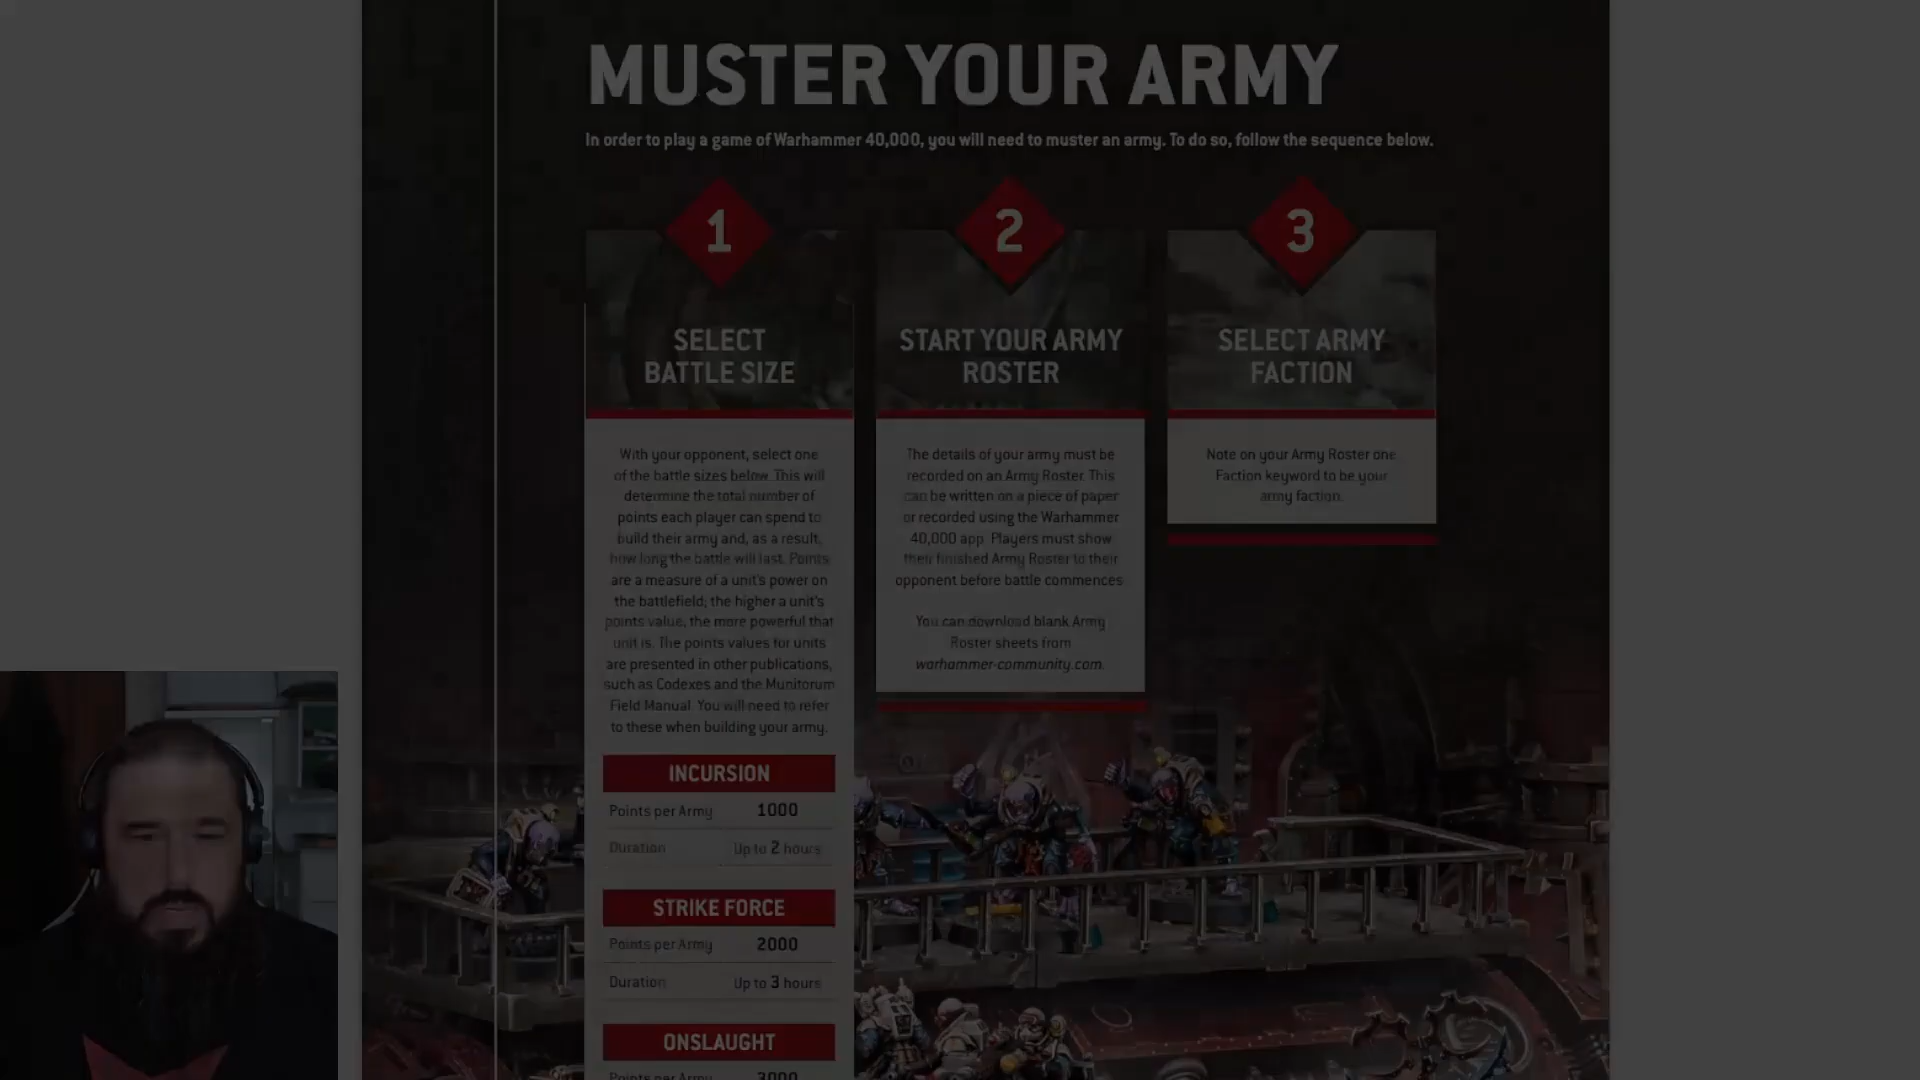 MUSTER YOUR ARMY
In order to play a game of Warhammer 40,000, you will need to muster an army. To do so, follow the sequence below.
1
SELECT
BATTLE SIZE
With your opponent, select one
of the battle sizes below. This will
determine the total number of
points each player can spend to
build their army and, as a result,
how long the battle will last. Points
are a measure of a unit's power on
the battlefield; the higher a unit's
points value, the more powerful that
unit is. The points values for units
are presented in other publications,
such as Codexes and the Munitorum
Field Manual. You will need to refer
to these when building your army.
INCURSION
Points per Army 1000
Duration Up to 2 hours
STRIKE FORCE
Points per Army 2000
Duration Up to 3 hours
ONSLAUGHT
Points per Army 3000
2
START YOUR ARMY
ROSTER
The details of your army must be
recorded on an Army Roster. This
can be written on a piece of paper
or recorded using the Warhammer
40,000 app. Players must show
their finished Army Roster to their
opponent before battle commences
You can download blank Army
Roster sheets from
warhammer-community.com.
3
SELECT ARMY
FACTION
Note on your Army Roster one
Faction keyword to be your
army faction.